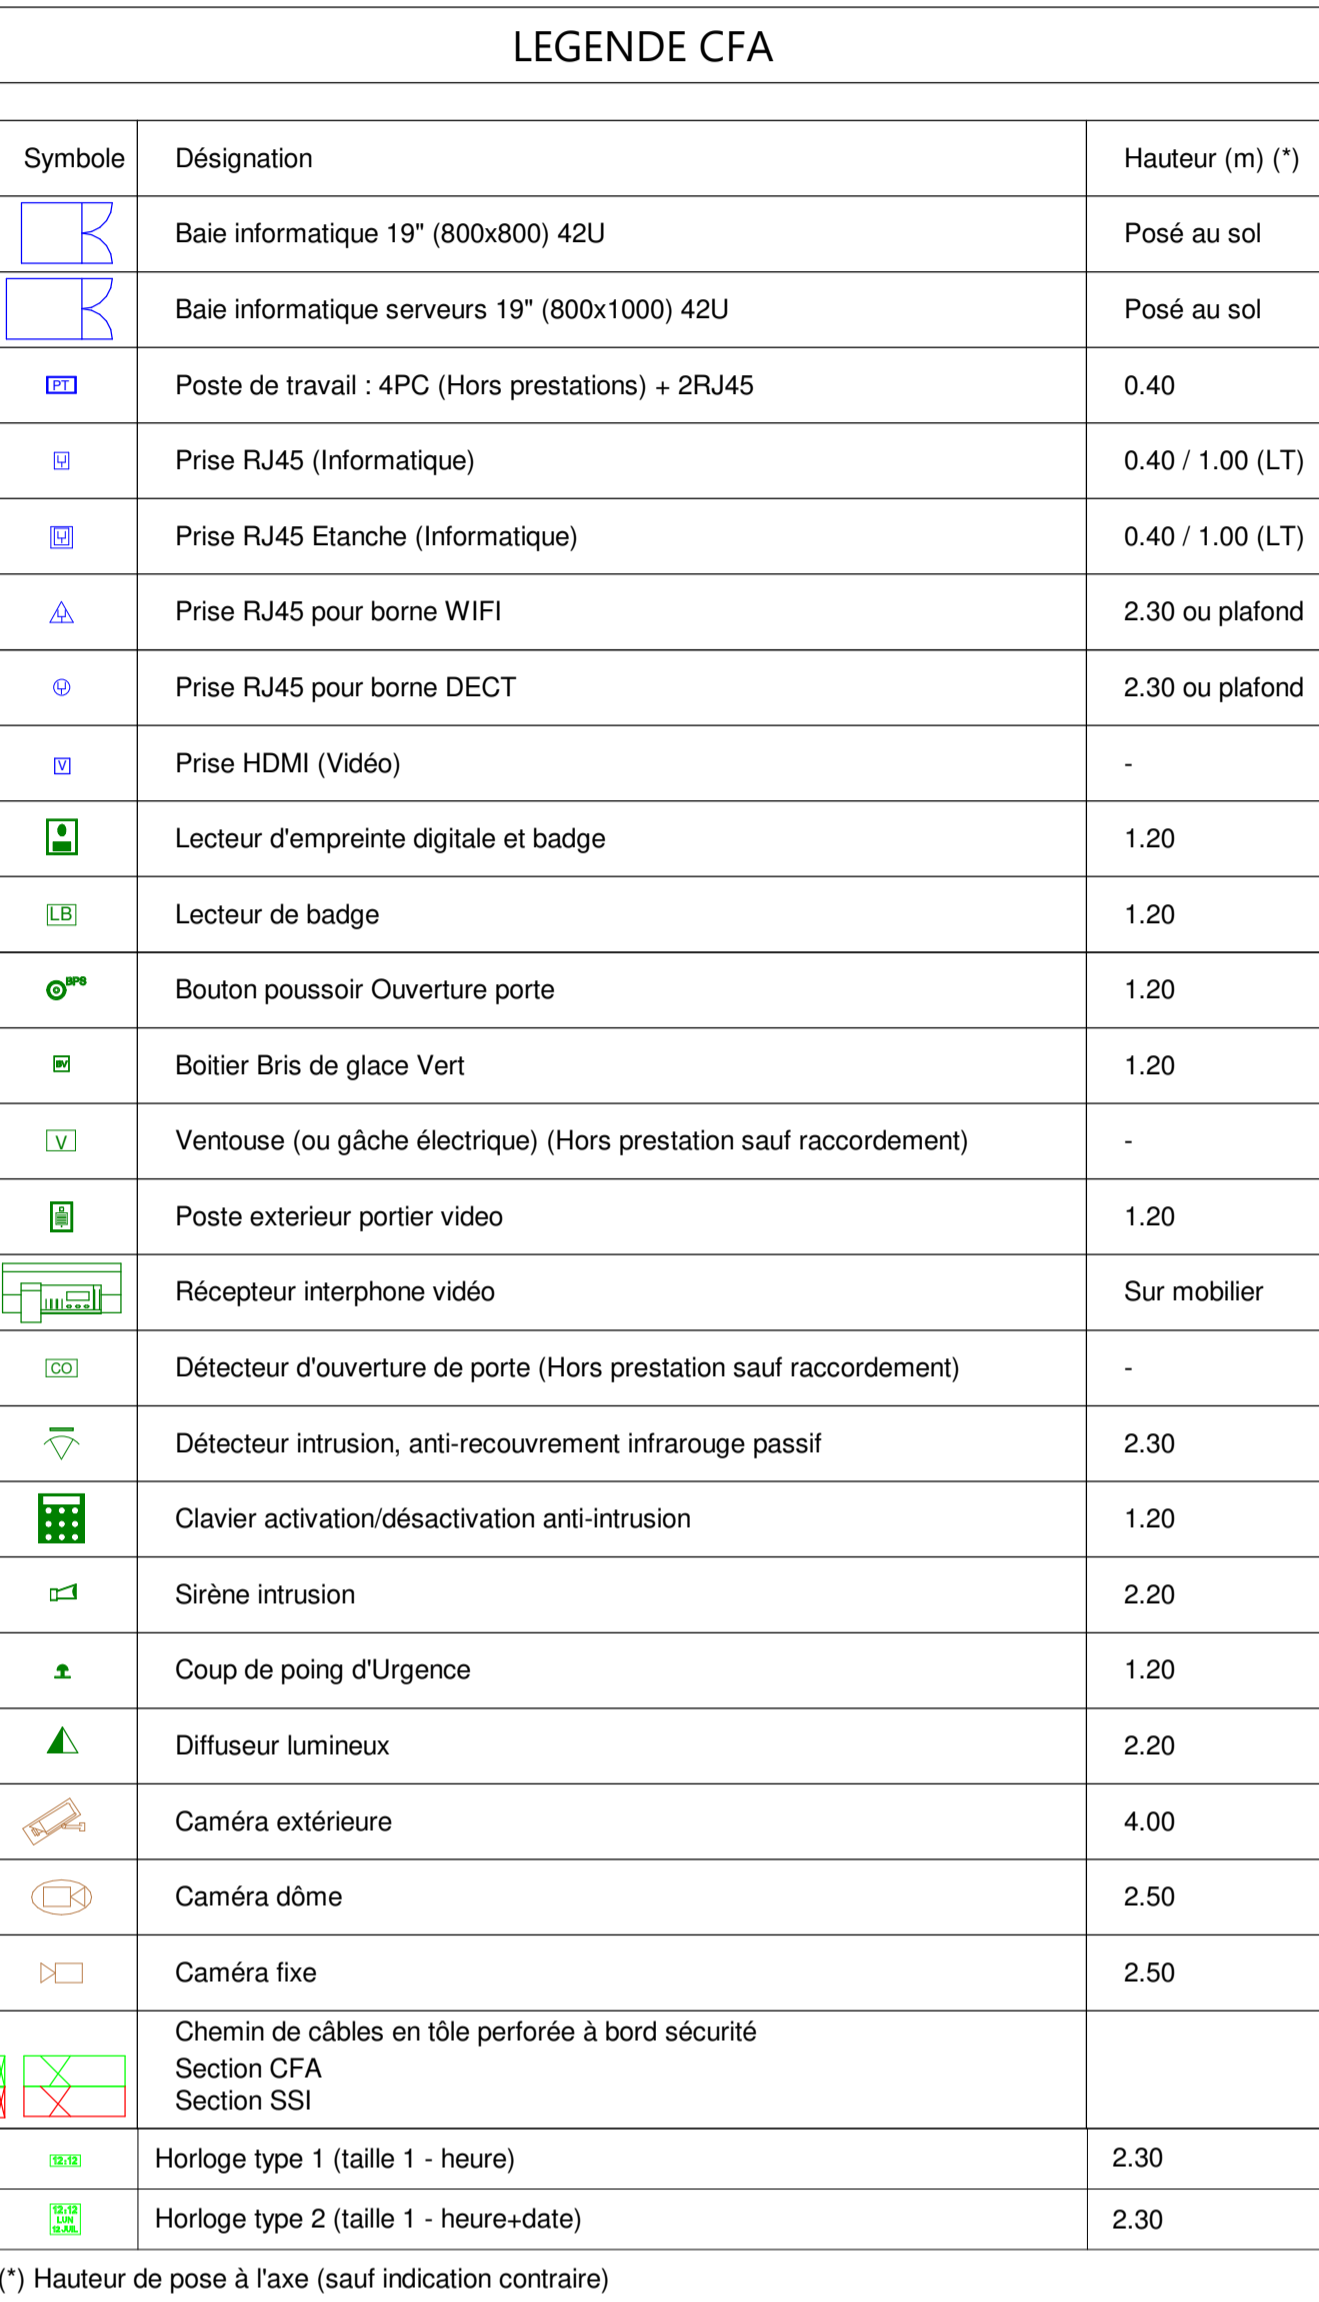 LEGENDE CFA
Symbole Désignation Hauteur (m) (*)
Baie informatique 19" (800x800) 42U Posé au sol
Baie informatique serveurs 19" (800x1000) 42U Posé au sol
PT Poste de travail : 4PC (Hors prestations) + 2RJ45 0.40
Prise RJ45 (Informatique) 0.40 / 1.00 (LT)
Prise RJ45 Etanche (Informatique) 0.40 / 1.00 (LT)
Prise RJ45 pour borne WIFI 2.30 ou plafond
Prise RJ45 pour borne DECT 2.30 ou plafond
V Prise HDMI (Vidéo) -
Lecteur d'empreinte digitale et badge 1.20
LB Lecteur de badge 1.20
BPS Bouton poussoir Ouverture porte 1.20
BV Boitier Bris de glace Vert 1.20
V Ventouse (ou gâche électrique) (Hors prestation sauf raccordement) -
Poste exterieur portier video 1.20
Récepteur interphone vidéo Sur mobilier
CO Détecteur d'ouverture de porte (Hors prestation sauf raccordement) -
Détecteur intrusion, anti-recouvrement infrarouge passif 2.30
Clavier activation/désactivation anti-intrusion 1.20
Sirène intrusion 2.20
Coup de poing d'Urgence 1.20
Diffuseur lumineux 2.20
Caméra extérieure 4.00
Caméra dôme 2.50
Caméra fixe 2.50
Chemin de câbles en tôle perforée à bord sécurité
Section CFA
Section SSI
12:12 Horloge type 1 (taille 1 - heure) 2.30
12:12
LUN
12 JUIL
Horloge type 2 (taille 1 - heure+date) 2.30
(*) Hauteur de pose à l'axe (sauf indication contraire)